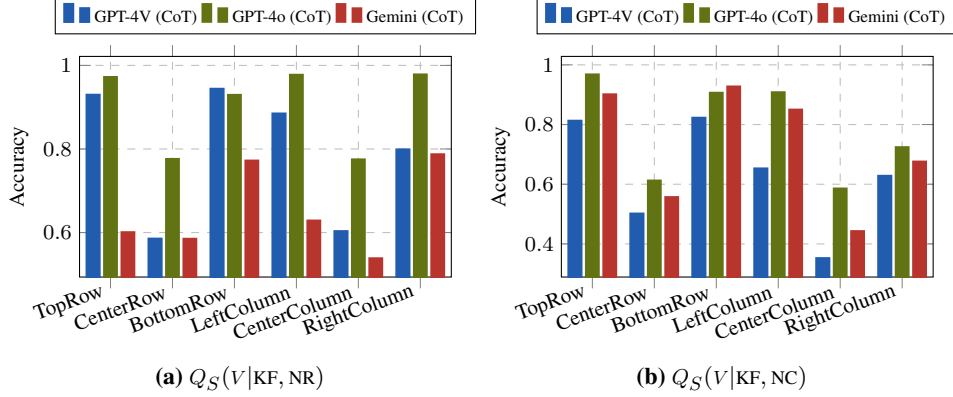 GPT-4V (CoT) GPT-4o (CoT) Gemini (CoT)
1
0.8
0.6
Accuracy
TopRow
CenterRow
BottomRow
LeftColumn
CenterColumn
RightColumn
(a) Q_S(V|KF, NR)
GPT-4V (CoT) GPT-4o (CoT) Gemini (CoT)
1
0.8
0.6
0.4
Accuracy
TopRow
CenterRow
BottomRow
LeftColumn
CenterColumn
RightColumn
(b) Q_S(V|KF, NC)